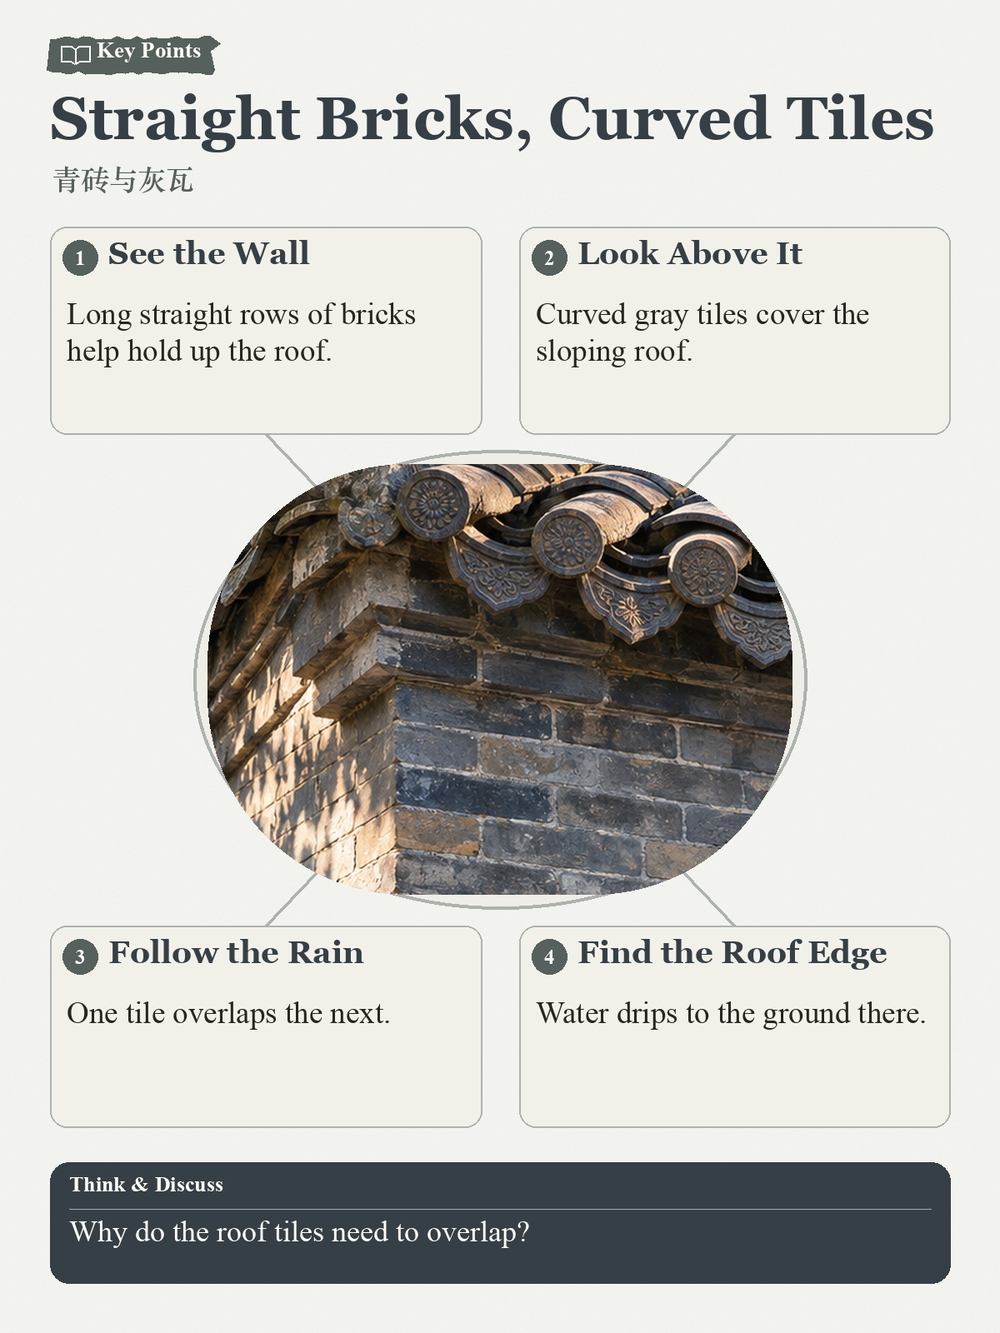 Key Points
Straight Bricks, Curved Tiles
青砖与灰瓦
1 See the Wall
Long straight rows of bricks
help hold up the roof.
2 Look Above It
Curved gray tiles cover the
sloping roof.
3 Follow the Rain
One tile overlaps the next.
4 Find the Roof Edge
Water drips to the ground there.
Think & Discuss
Why do the roof tiles need to overlap?